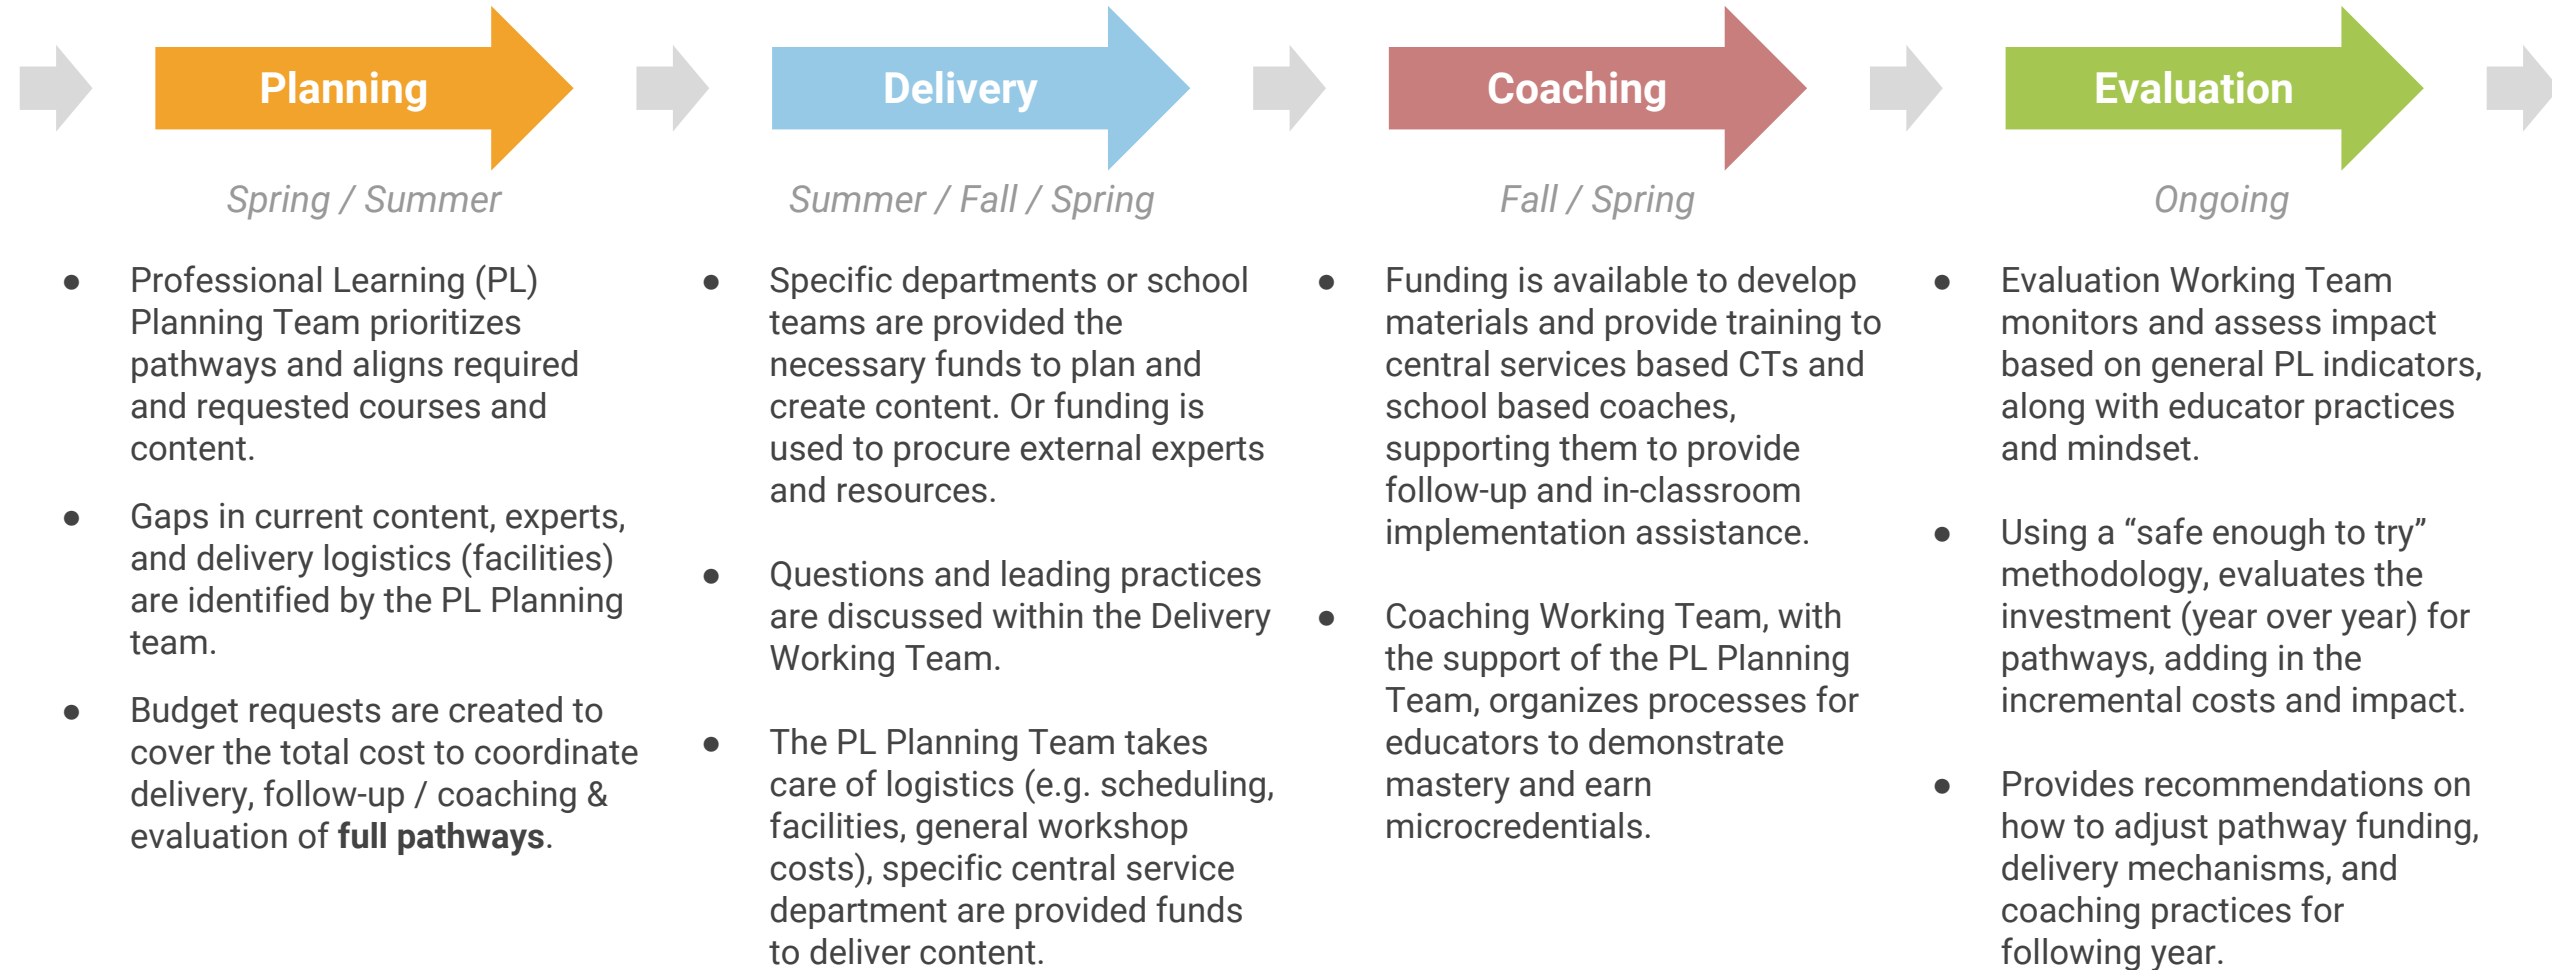 Planning
Spring / Summer
● Professional Learning (PL)
Planning Team prioritizes
pathways and aligns required
and requested courses and
content.
● Gaps in current content, experts,
and delivery logistics (facilities)
are identified by the PL Planning
team.
● Budget requests are created to
cover the total cost to coordinate
delivery, follow-up / coaching &
evaluation of full pathways.
Delivery
Summer / Fall / Spring
● Specific departments or school
teams are provided the
necessary funds to plan and
create content. Or funding is
used to procure external experts
and resources.
● Questions and leading practices
are discussed within the Delivery
Working Team.
● The PL Planning Team takes
care of logistics (e.g. scheduling,
facilities, general workshop
costs), specific central service
department are provided funds
to deliver content.
Coaching
Fall / Spring
● Funding is available to develop
materials and provide training to
central services based CTs and
school based coaches,
supporting them to provide
follow-up and in-classroom
implementation assistance.
● Coaching Working Team, with
the support of the PL Planning
Team, organizes processes for
educators to demonstrate
mastery and earn
microcredentials.
Evaluation
Ongoing
● Evaluation Working Team
monitors and assess impact
based on general PL indicators,
along with educator practices
and mindset.
● Using a “safe enough to try”
methodology, evaluates the
investment (year over year) for
pathways, adding in the
incremental costs and impact.
● Provides recommendations on
how to adjust pathway funding,
delivery mechanisms, and
coaching practices for
following year.